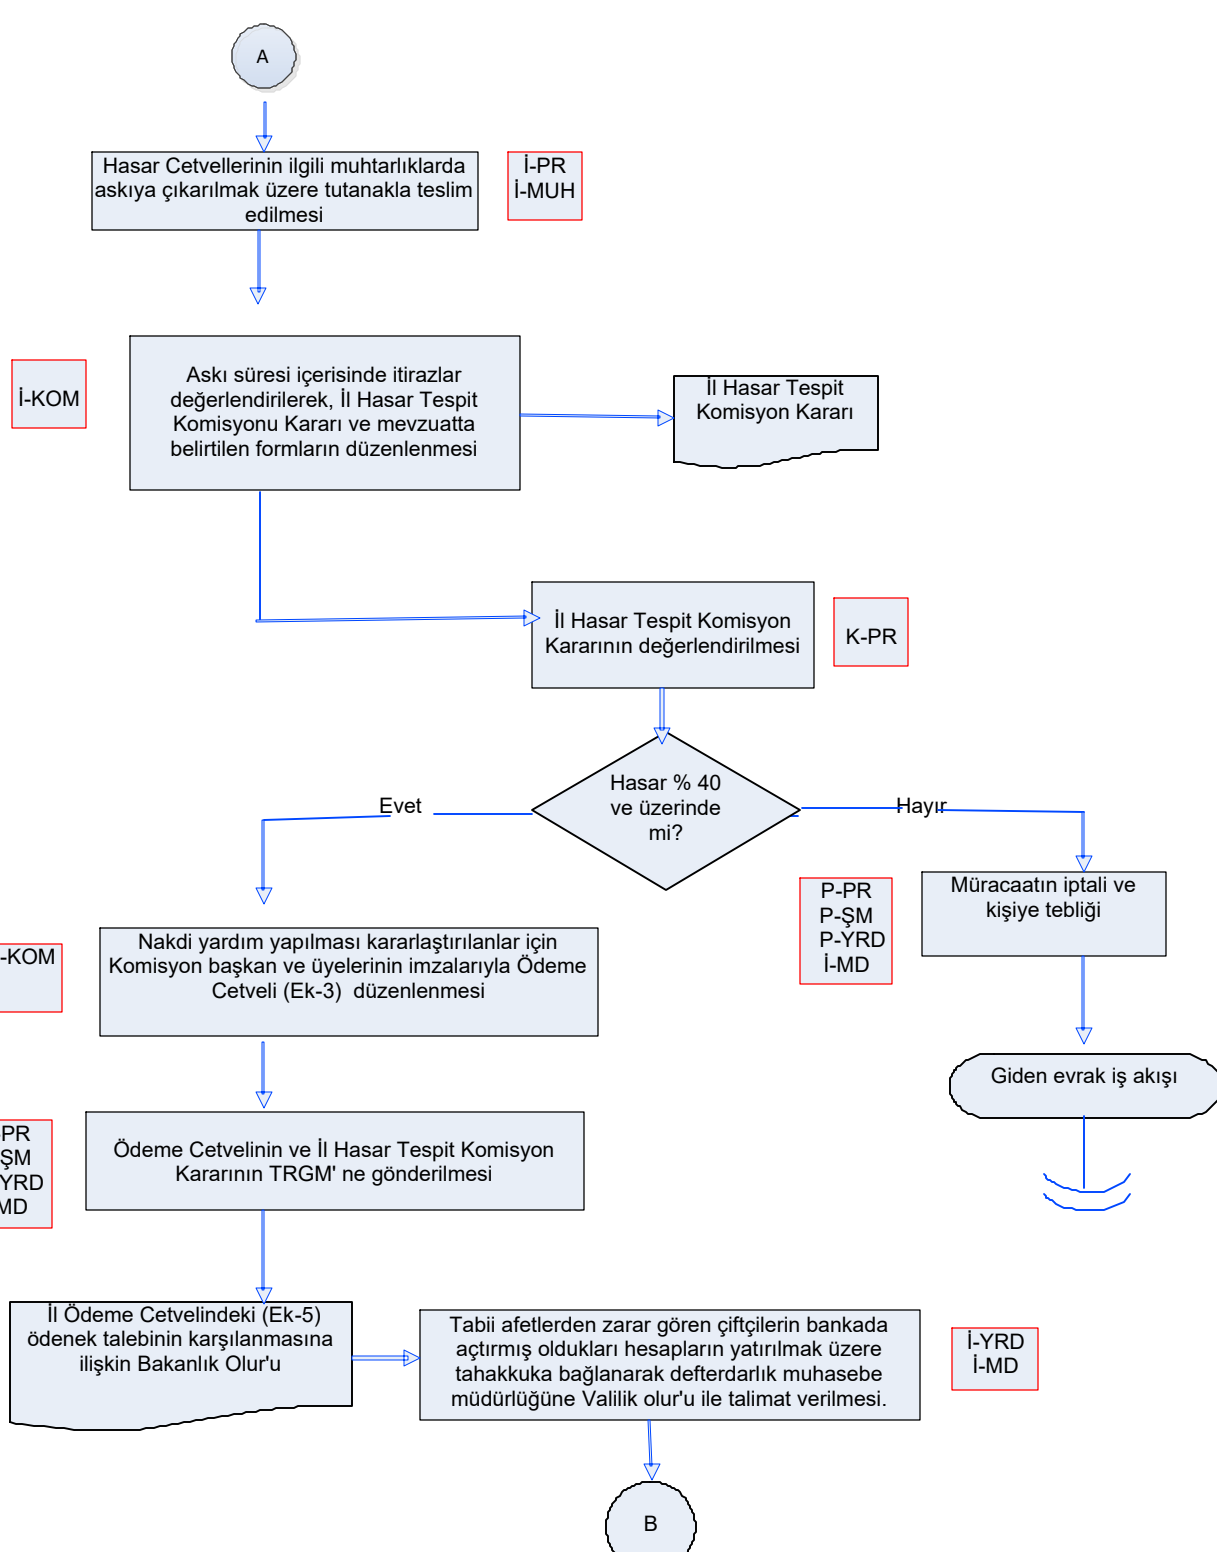 A
Hasar Cetvellerinin ilgili muhtarlıklarda
askıya çıkarılmak üzere tutanakla teslim
edilmesi
İ-PR
İ-MUH
İ-KOM
Askı süresi içerisinde itirazlar
değerlendirilerek, İl Hasar Tespit
Komisyonu Kararı ve mevzuatta
belirtilen formların düzenlenmesi
İl Hasar Tespit
Komisyon Kararı
İl Hasar Tespit Komisyon
Kararının değerlendirilmesi
K-PR
Hasar % 40
ve üzerinde
mi?
Evet
Hayır
P-PR
P-ŞM
P-YRD
İ-MD
Müracaatın iptali ve
kişiye tebliği
-KOM
Nakdi yardım yapılması kararlaştırılanlar için
Komisyon başkan ve üyelerinin imzalarıyla Ödeme
Cetveli (Ek-3) düzenlenmesi
Giden evrak iş akışı
PR
ŞM
YRD
MD
Ödeme Cetvelinin ve İl Hasar Tespit Komisyon
Kararının TRGM' ne gönderilmesi
İl Ödeme Cetvelindeki (Ek-5)
ödenek talebinin karşılanmasına
ilişkin Bakanlık Olur'u
Tabii afetlerden zarar gören çiftçilerin bankada
açtırmış oldukları hesapların yatırılmak üzere
tahakkuka bağlanarak defterdarlık muhasebe
müdürlüğüne Valilik olur'u ile talimat verilmesi.
İ-YRD
İ-MD
B